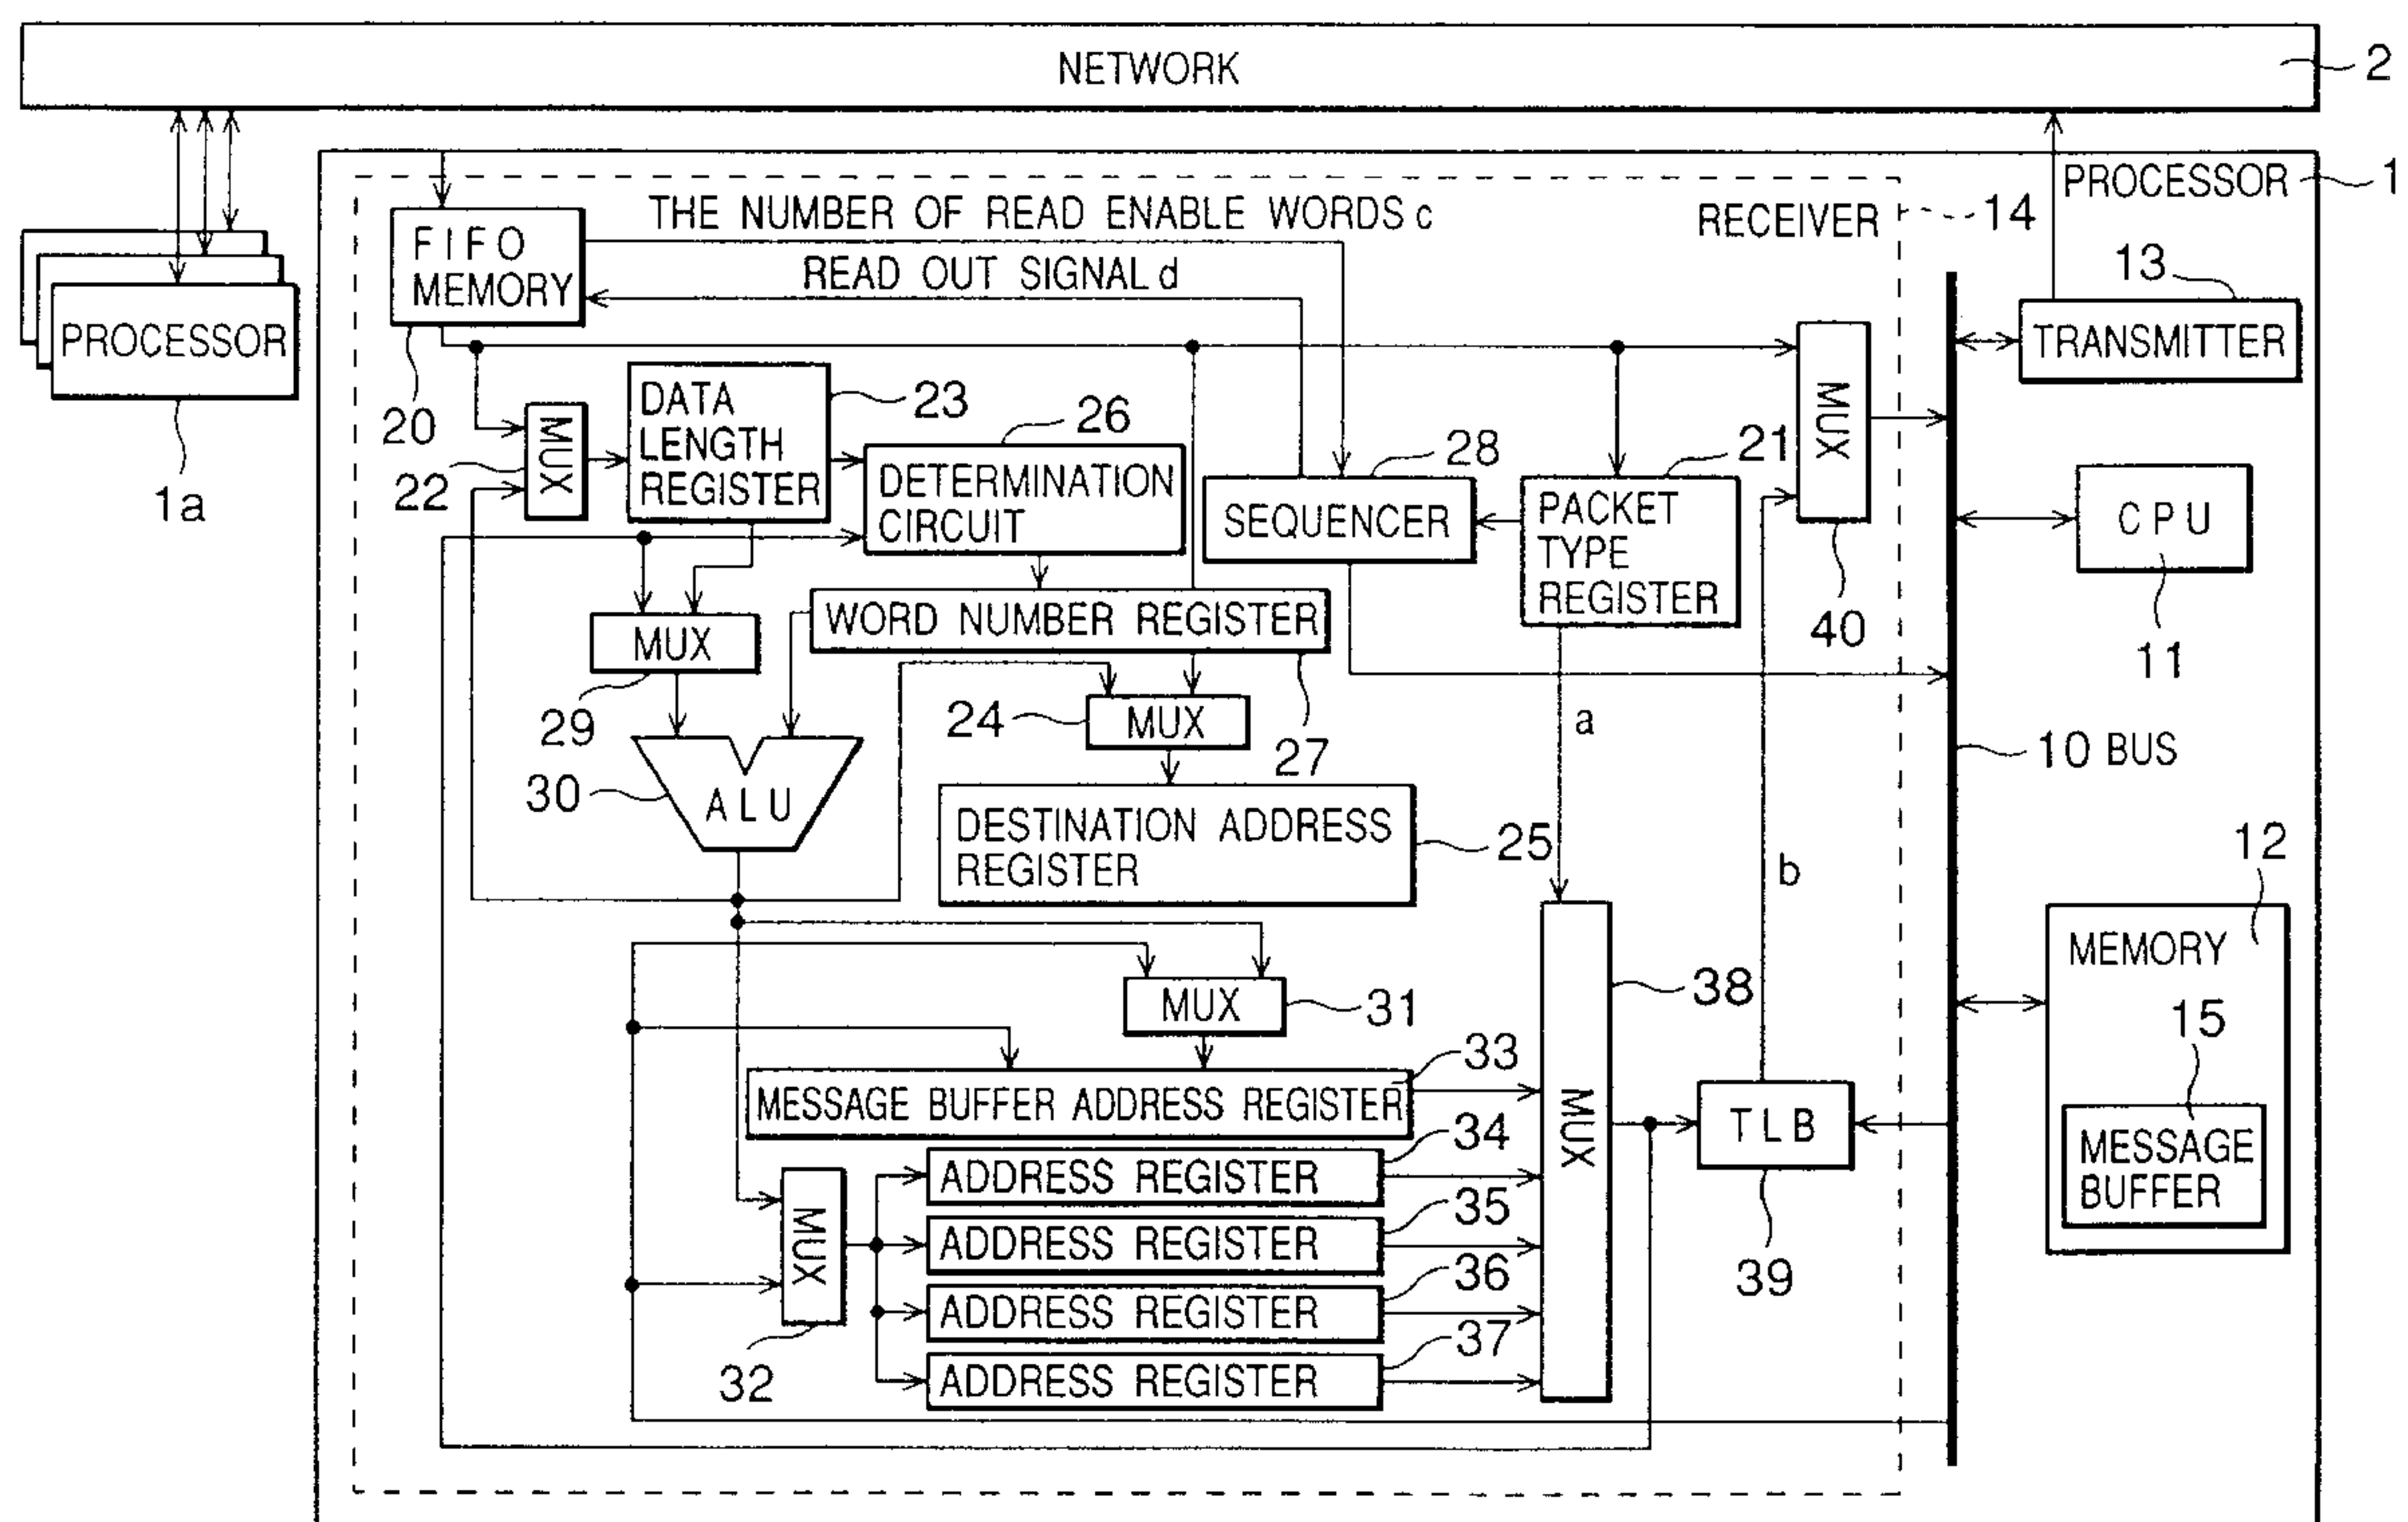 NETWORK
2
PROCESSOR
1
THE NUMBER OF READ ENABLE WORDS c
RECEIVER
14
FIFO
MEMORY
READ OUT SIGNAL d
13
TRANSMITTER
PROCESSOR
1a
20
MUX
22
DATA
LENGTH
REGISTER
23
26
DETERMINATION
CIRCUIT
28
SEQUENCER
21
PACKET
TYPE
REGISTER
MUX
40
CPU
11
MUX
29
WORD NUMBER REGISTER
27
24
MUX
a
10 BUS
30
ALU
DESTINATION ADDRESS
REGISTER
25
b
12
MEMORY
15
MESSAGE
BUFFER
MUX
31
38
MUX
33
MESSAGE BUFFER ADDRESS REGISTER
34
ADDRESS REGISTER
35
ADDRESS REGISTER
36
ADDRESS REGISTER
37
ADDRESS REGISTER
MUX
32
TLB
39